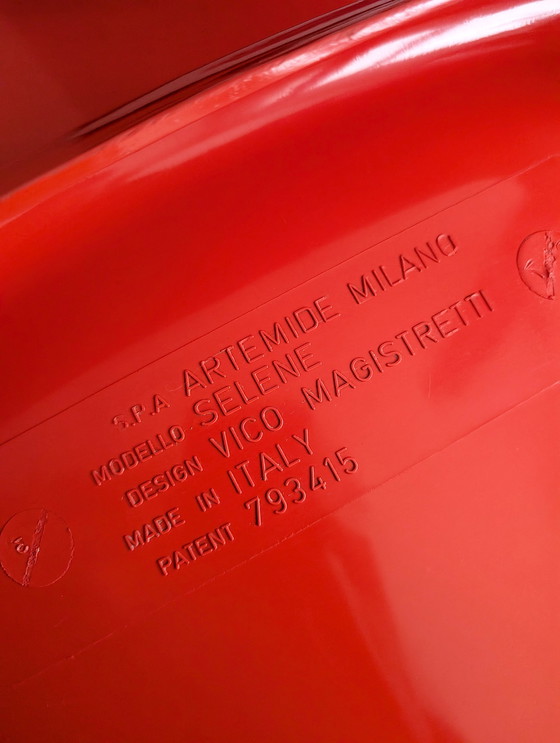 S.P.A ARTEMIDE MILANO
MODELLO SELENE
DESIGN VICO MAGISTRETTI
MADE IN ITALY
PATENT 793415